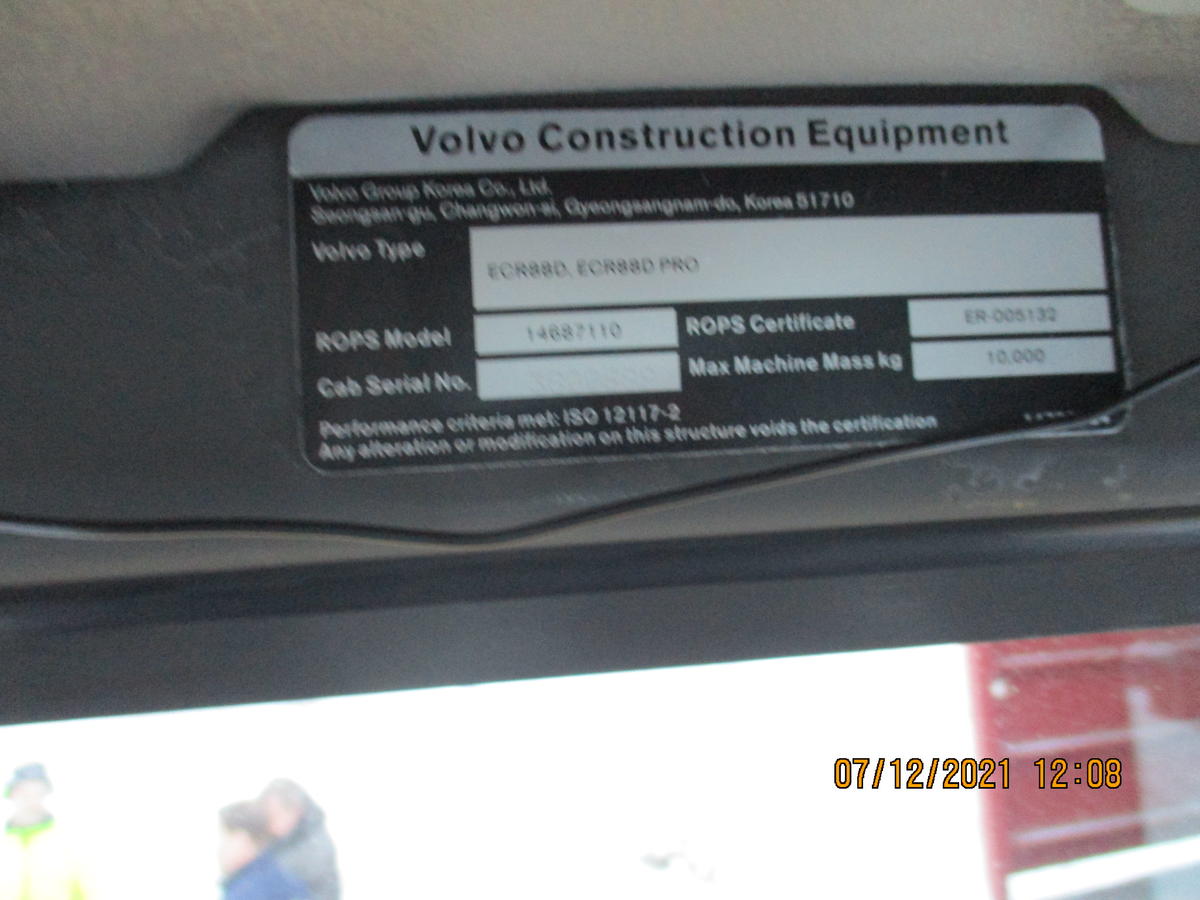 Volvo Construction Equipment
Volvo Group Korea Co., Ltd.
Seongsan-gu, Changwon-si, Gyeongsangnam-do, Korea 51710
Volvo Type
ECR88D, ECR88D PRO
ROPS Model 14687110 ROPS Certificate ER-005132
Cab Serial No. Max Machine Mass kg 10,000
Performance criteria met: ISO 12117-2
Any alteration or modification on this structure voids the certification
07/12/2021 12:08